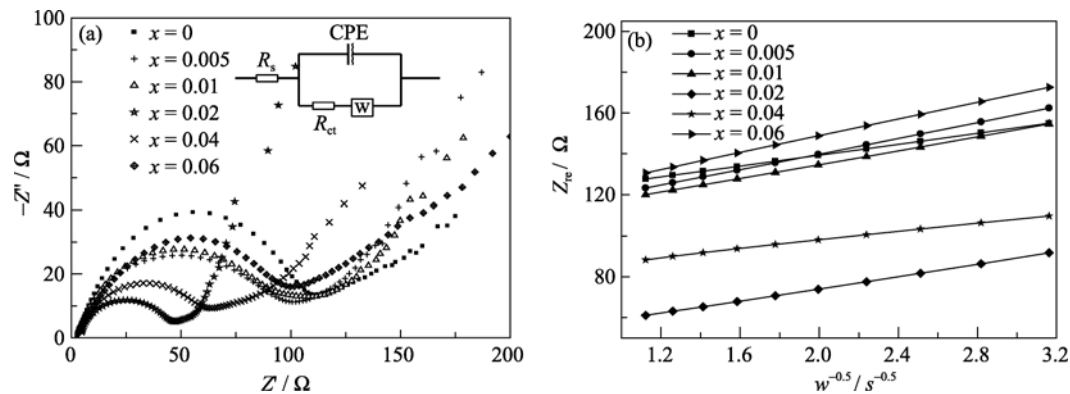 (a)
x = 0
x = 0.005
x = 0.01
x = 0.02
x = 0.04
x = 0.06
CPE
Rs
Rct
W
−100
80
60
40
20
0
−Z″ / Ω
0 25 50 75 100 125 150 200
Z′ / Ω
(b)
x = 0
x = 0.005
x = 0.01
x = 0.02
x = 0.04
x = 0.06
200
160
120
80
Zre / Ω
1.2 1.6 2.0 2.4 2.8 3.2
w−0.5 / s−0.5